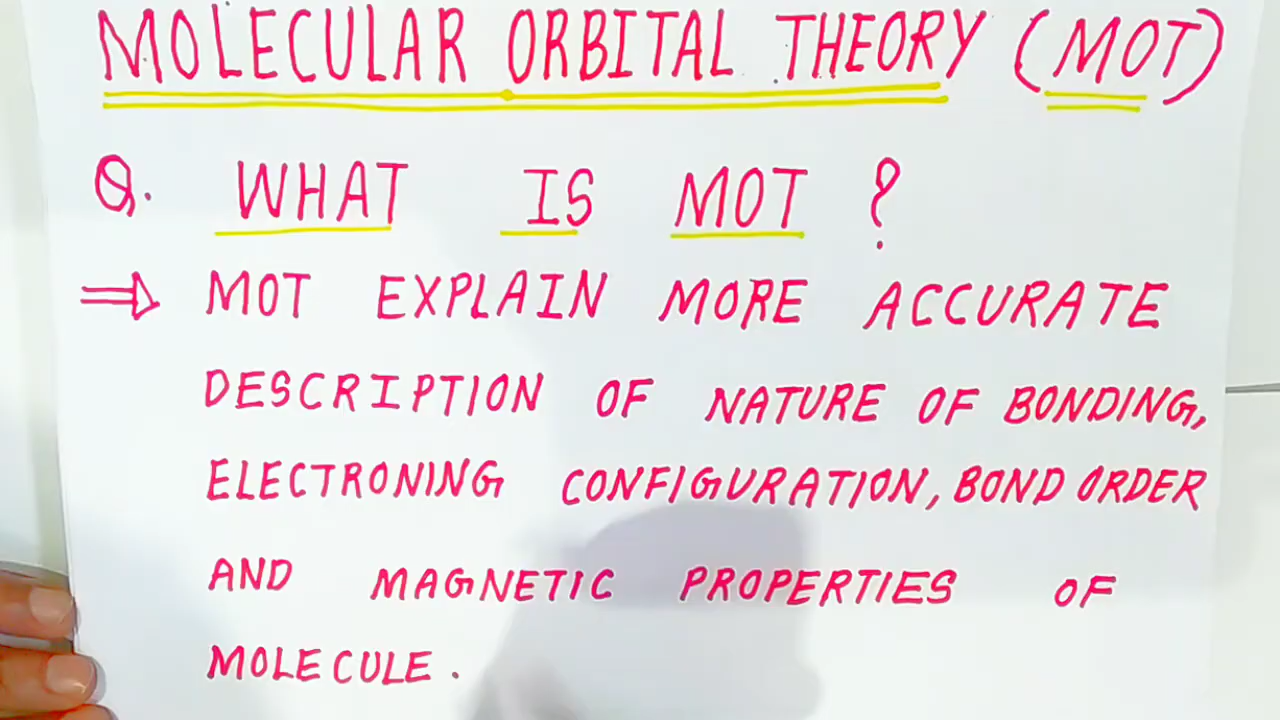 MOLECULAR ORBITAL THEORY (MOT)
Q. WHAT IS MOT ?
⇒ MOT EXPLAIN MORE ACCURATE
DESCRIPTION OF NATURE OF BONDING,
ELECTRONING CONFIGURATION, BOND ORDER
AND MAGNETIC PROPERTIES OF
MOLECULE.